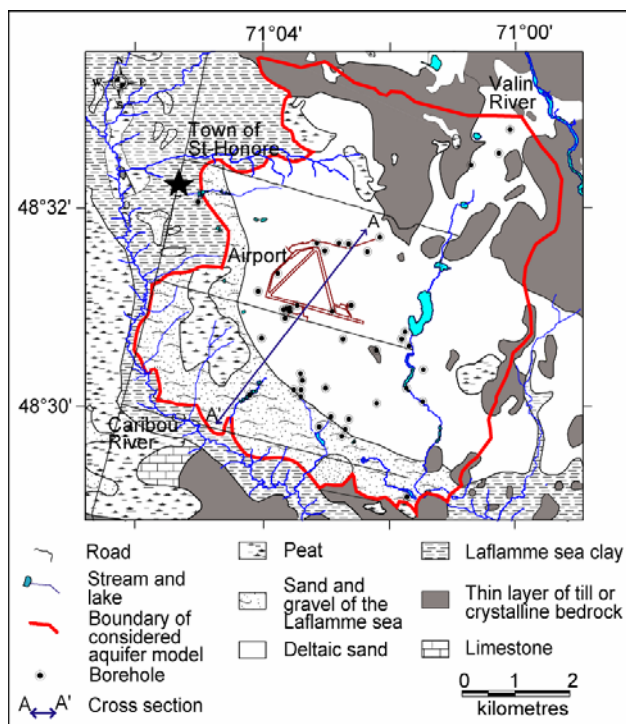 71°04' 71°00'
Valin
River
Town of
St-Honore
48°32'
A
Airport
48°30'
A'
Caribou
River
Road
Stream and
lake
Boundary of
considered
aquifer model
Borehole
A A' Cross section
Peat
Sand and
gravel of the
Laflamme sea
Deltaic sand
Laflamme sea clay
Thin layer of till or
crystalline bedrock
Limestone
0 1 2
kilometres